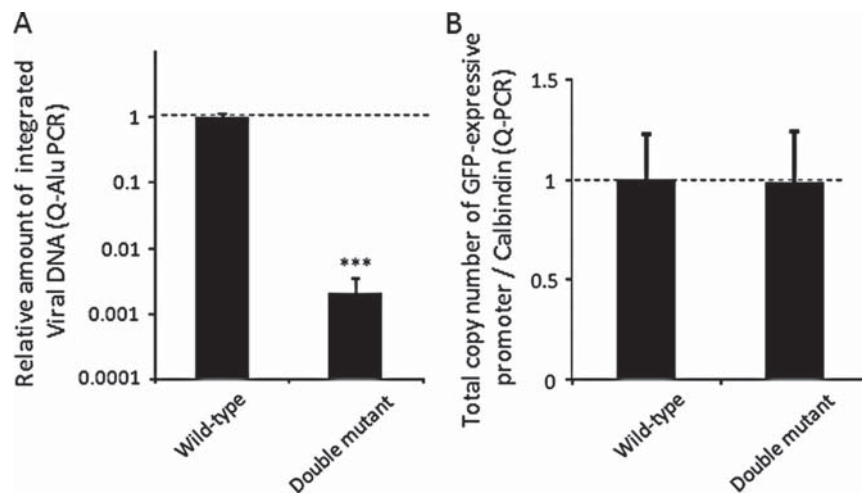 A
Relative amount of integrated
Viral DNA (Q-Alu PCR)
1
0.1
0.01
0.001
0.0001
***
Wild-type
Double mutant
B
Total copy number of GFP-expressive
promoter / Calbindin (Q-PCR)
1.5
1
0.5
0
Wild-type
Double mutant